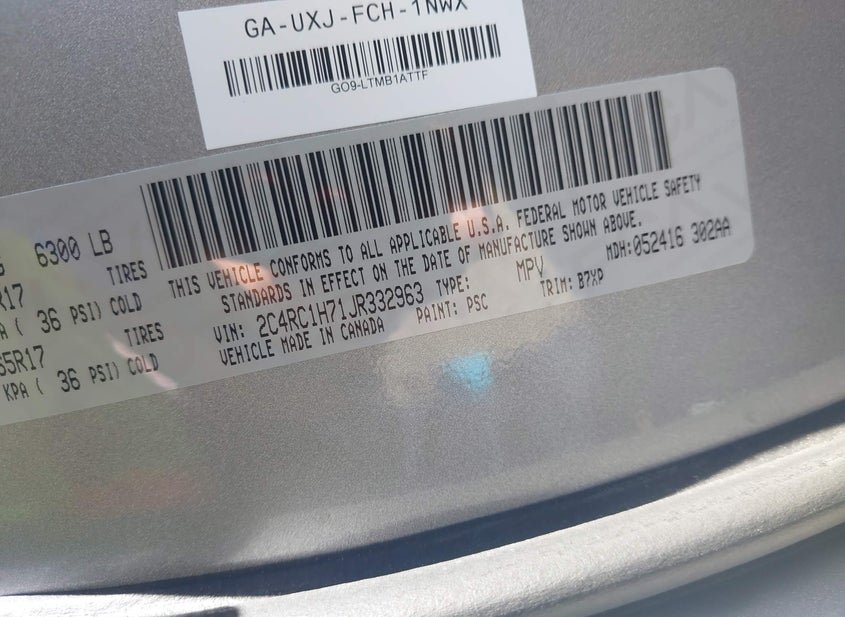 GA-UXJ-FCH-1NWX
GO9-LTMB1ATTF
6300 LB
R17 TIRES
36 PSI) COLD
65R17 TIRES
KPA ( 36 PSI) COLD
THIS VEHICLE CONFORMS TO ALL APPLICABLE U.S.A. FEDERAL MOTOR VEHICLE SAFETY
STANDARDS IN EFFECT ON THE DATE OF MANUFACTURE SHOWN ABOVE.
VIN: 2C4RC1H71JR332963 TYPE: MPV MDH:052416 302AA
VEHICLE MADE IN CANADA PAINT: PSC TRIM: B7XP